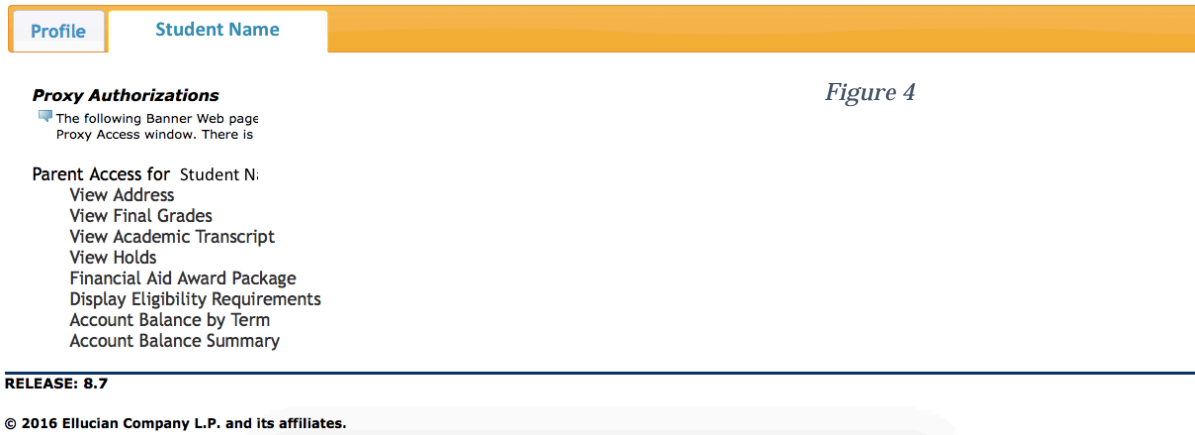 Profile Student Name
Proxy Authorizations
Figure 4
The following Banner Web page
Proxy Access window. There is
Parent Access for Student N
View Address
View Final Grades
View Academic Transcript
View Holds
Financial Aid Award Package
Display Eligibility Requirements
Account Balance by Term
Account Balance Summary
RELEASE: 8.7
© 2016 Ellucian Company L.P. and its affiliates.